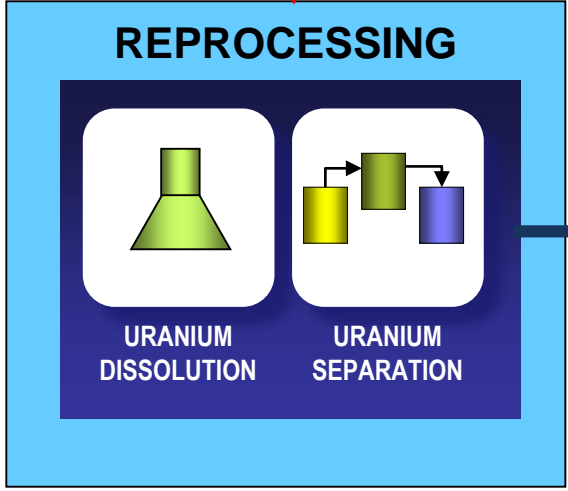 REPROCESSING
URANIUM
DISSOLUTION
URANIUM
SEPARATION